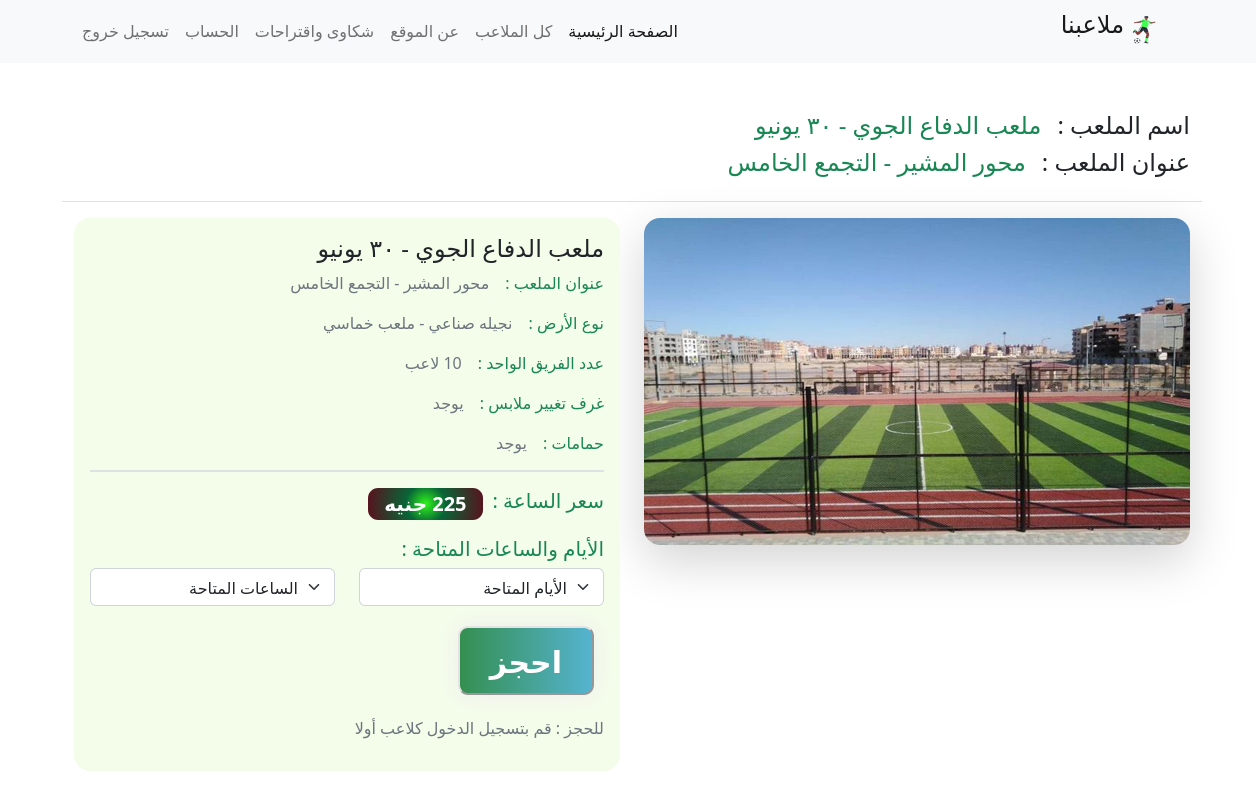 ملاعبنا
الصفحة الرئيسية كل الملاعب عن الموقع شكاوى واقتراحات الحساب تسجيل خروج
اسم الملعب : ملعب الدفاع الجوي - ٣٠ يونيو
عنوان الملعب : محور المشير - التجمع الخامس
ملعب الدفاع الجوي - ٣٠ يونيو
عنوان الملعب : محور المشير - التجمع الخامس
نوع الأرض : نجيله صناعي - ملعب خماسي
عدد الفريق الواحد : 10 لاعب
غرف تغيير ملابس : يوجد
حمامات : يوجد
سعر الساعة : 225 جنيه
الأيام والساعات المتاحة :
الأيام المتاحة الساعات المتاحة
احجز
للحجز : قم بتسجيل الدخول كلاعب أولا